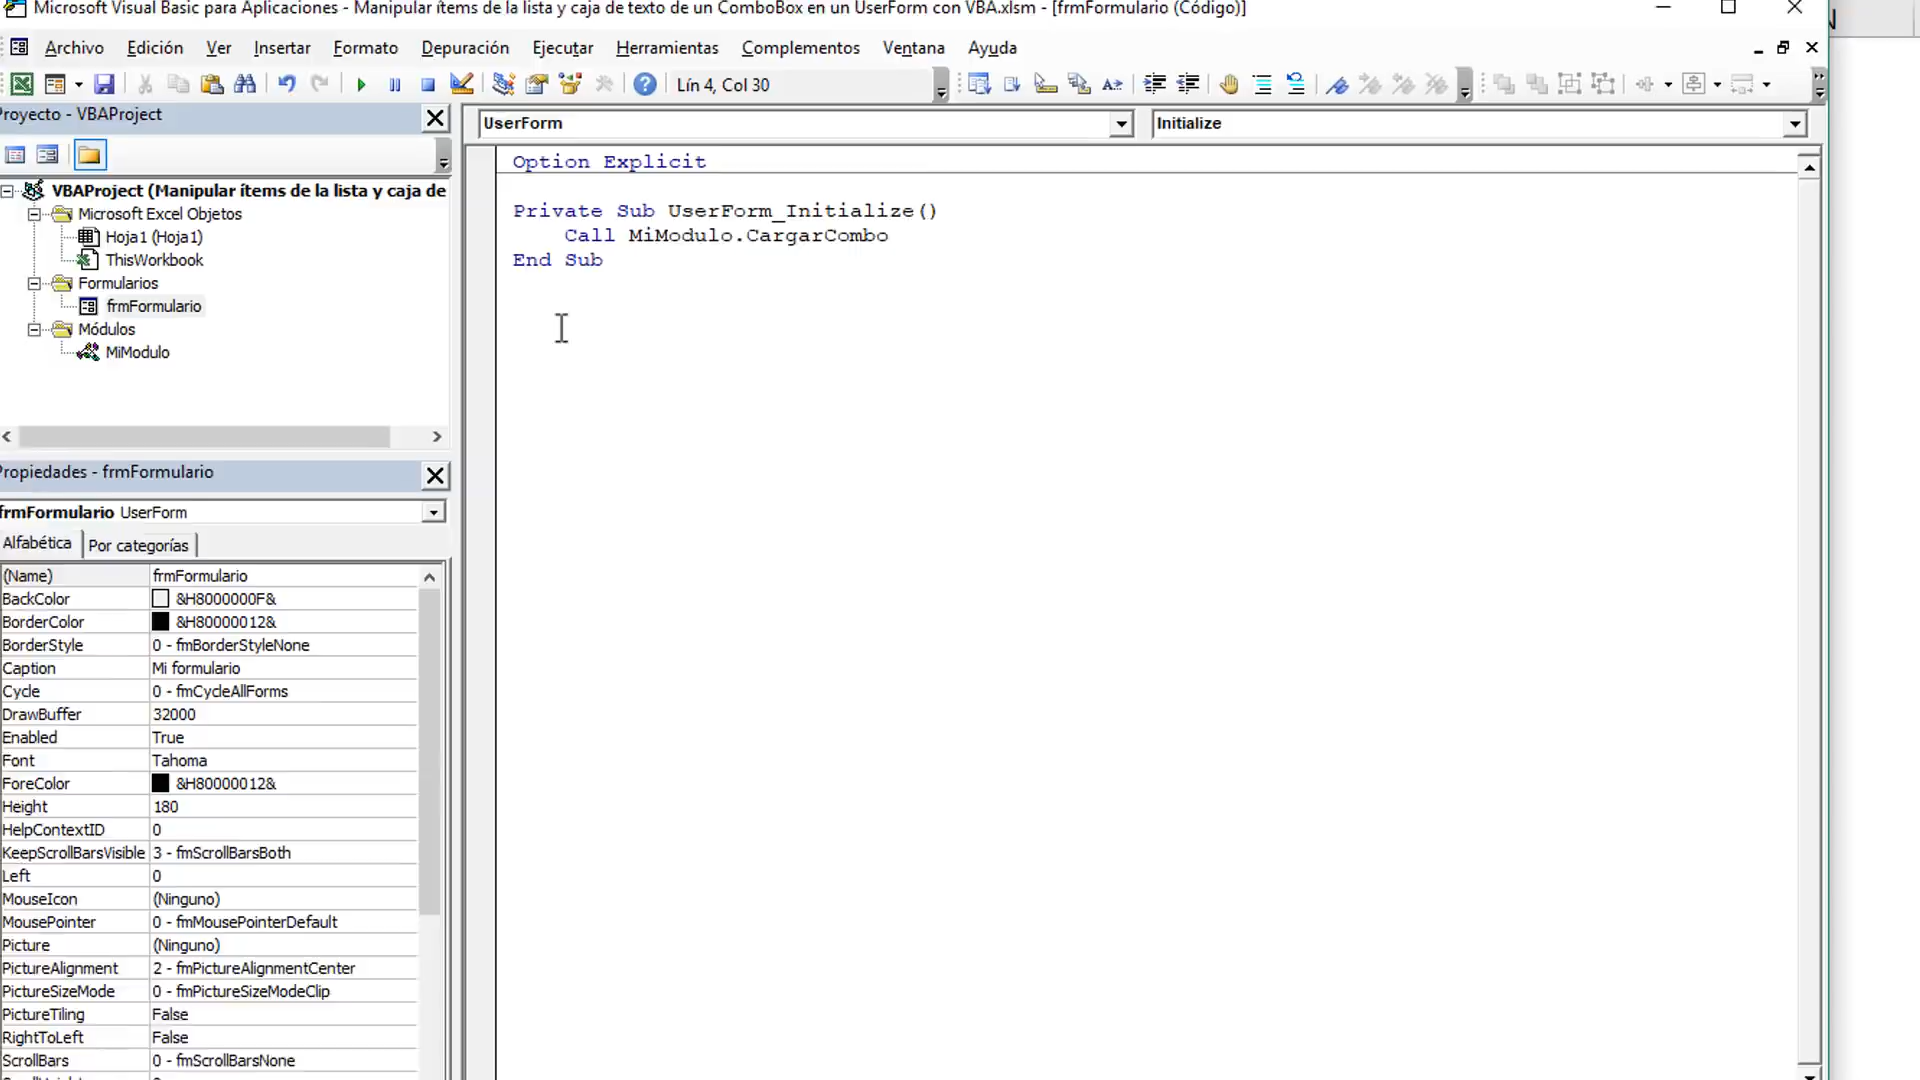 Microsoft Visual Basic para Aplicaciones - Manipular ítems de la lista y caja de texto de un ComboBox en un UserForm con VBA.xlsm - [frmFormulario (Código)]
Archivo Edición Ver Insertar Formato Depuración Ejecutar Herramientas Complementos Ventana Ayuda
Lín 4, Col 30
Proyecto - VBAProject
VBAProject (Manipular ítems de la lista y caja de
Microsoft Excel Objetos
Hoja1 (Hoja1)
ThisWorkbook
Formularios
frmFormulario
Módulos
MiModulo
Propiedades - frmFormulario
frmFormulario UserForm
Alfabética Por categorías
(Name) frmFormulario
BackColor &H8000000F&
BorderColor &H80000012&
BorderStyle 0 - fmBorderStyleNone
Caption Mi formulario
Cycle 0 - fmCycleAllForms
DrawBuffer 32000
Enabled True
Font Tahoma
ForeColor &H80000012&
Height 180
HelpContextID 0
KeepScrollBarsVisible 3 - fmScrollBarsBoth
Left 0
MouseIcon (Ninguno)
MousePointer 0 - fmMousePointerDefault
Picture (Ninguno)
PictureAlignment 2 - fmPictureAlignmentCenter
PictureSizeMode 0 - fmPictureSizeModeClip
PictureTiling False
RightToLeft False
ScrollBars 0 - fmScrollBarsNone
UserForm Initialize
Option Explicit
Private Sub UserForm_Initialize()
Call MiModulo.CargarCombo
End Sub